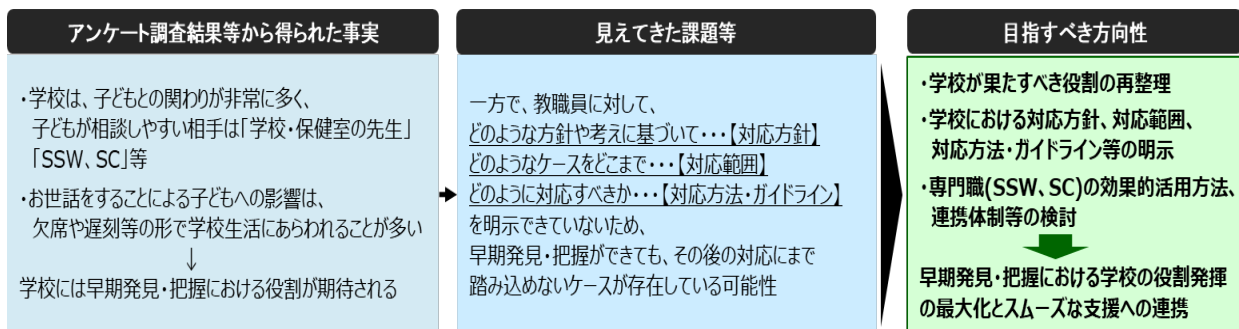 アンケート調査結果等から得られた事実
・学校は、子どもとの関わりが非常に多く、
子どもが相談しやすい相手は「学校・保健室の先生」
「SSW、SC」等
・お世話をすることによる子どもへの影響は、
欠席や遅刻等の形で学校生活にあらわれることが多い
↓
学校には早期発見・把握における役割が期待される
見えてきた課題等
一方で、教職員に対して、
どのような方針や考えに基づいて・・・【対応方針】
どのようなケースをどこまで・・・【対応範囲】
どのように対応すべきか・・・【対応方法・ガイドライン】
を明示できていないため、
早期発見・把握ができても、その後の対応にまで
踏み込めないケースが存在している可能性
目指すべき方向性
・学校が果たすべき役割の再整理
・学校における対応方針、対応範囲、
対応方法・ガイドライン等の明示
・専門職(SSW、SC)の効果的活用方法、
連携体制等の検討
早期発見・把握における学校の役割発揮
の最大化とスムーズな支援への連携